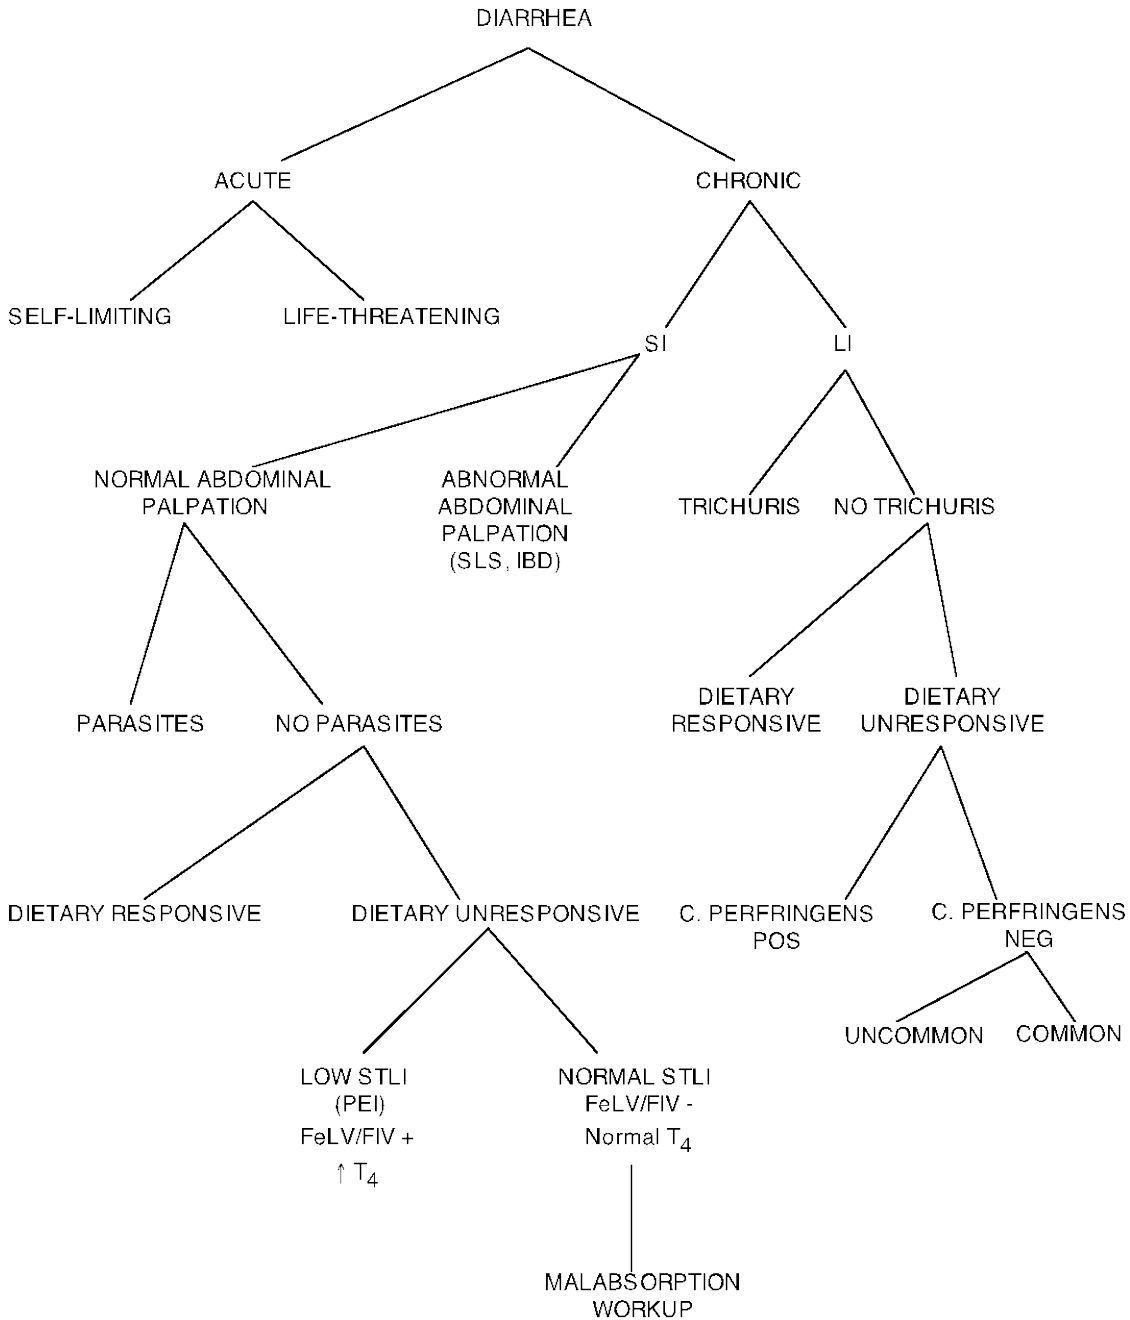 DIARRHEA
ACUTE
CHRONIC
SELF-LIMITING
LIFE-THREATENING
SI
LI
NORMAL ABDOMINAL
PALPATION
ABNORMAL
ABDOMINAL
PALPATION
(SLS, IBD)
TRICHURIS
NO TRICHURIS
PARASITES
NO PARASITES
DIETARY
RESPONSIVE
DIETARY
UNRESPONSIVE
DIETARY RESPONSIVE
DIETARY UNRESPONSIVE
C. PERFRINGENS
POS
C. PERFRINGENS
NEG
UNCOMMON
COMMON
LOW STLI
(PEI)
FeLV/FIV +
↑ T4
NORMAL STLI
FeLV/FIV -
Normal T4
MALABSORPTION
WORKUP